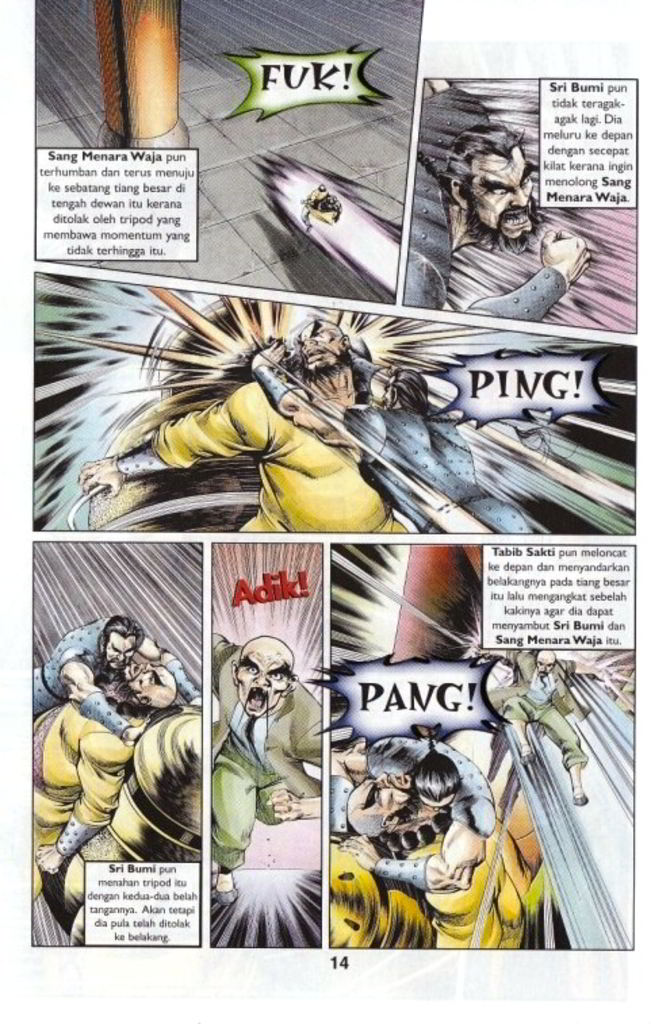 FUK!
Sang Menara Waja pun
terhumban dan terus menuju
ke sebatang tiang besar di
tengah dewan itu kerana
ditolak oleh tripod yang
membawa momentum yang
tidak terhingga itu.
Sri Bumi pun
tidak teragak-
agak lagi. Dia
meluru ke depan
dengan secepat
kilat kerana ingin
menolong Sang
Menara Waja.
PING!
Sri Bumi pun
menahan tripod itu
dengan kedua-dua belah
tangannya. Akan tetapi
dia pula telah ditolak
ke belakang.
Adik!
Tabib Sakti pun meloncat
ke depan dan menyandarkan
belakangnya pada tiang besar
itu lalu mengangkat sebelah
kakinya agar dia dapat
menyambut Sri Bumi dan
Sang Menara Waja itu.
PANG!
14